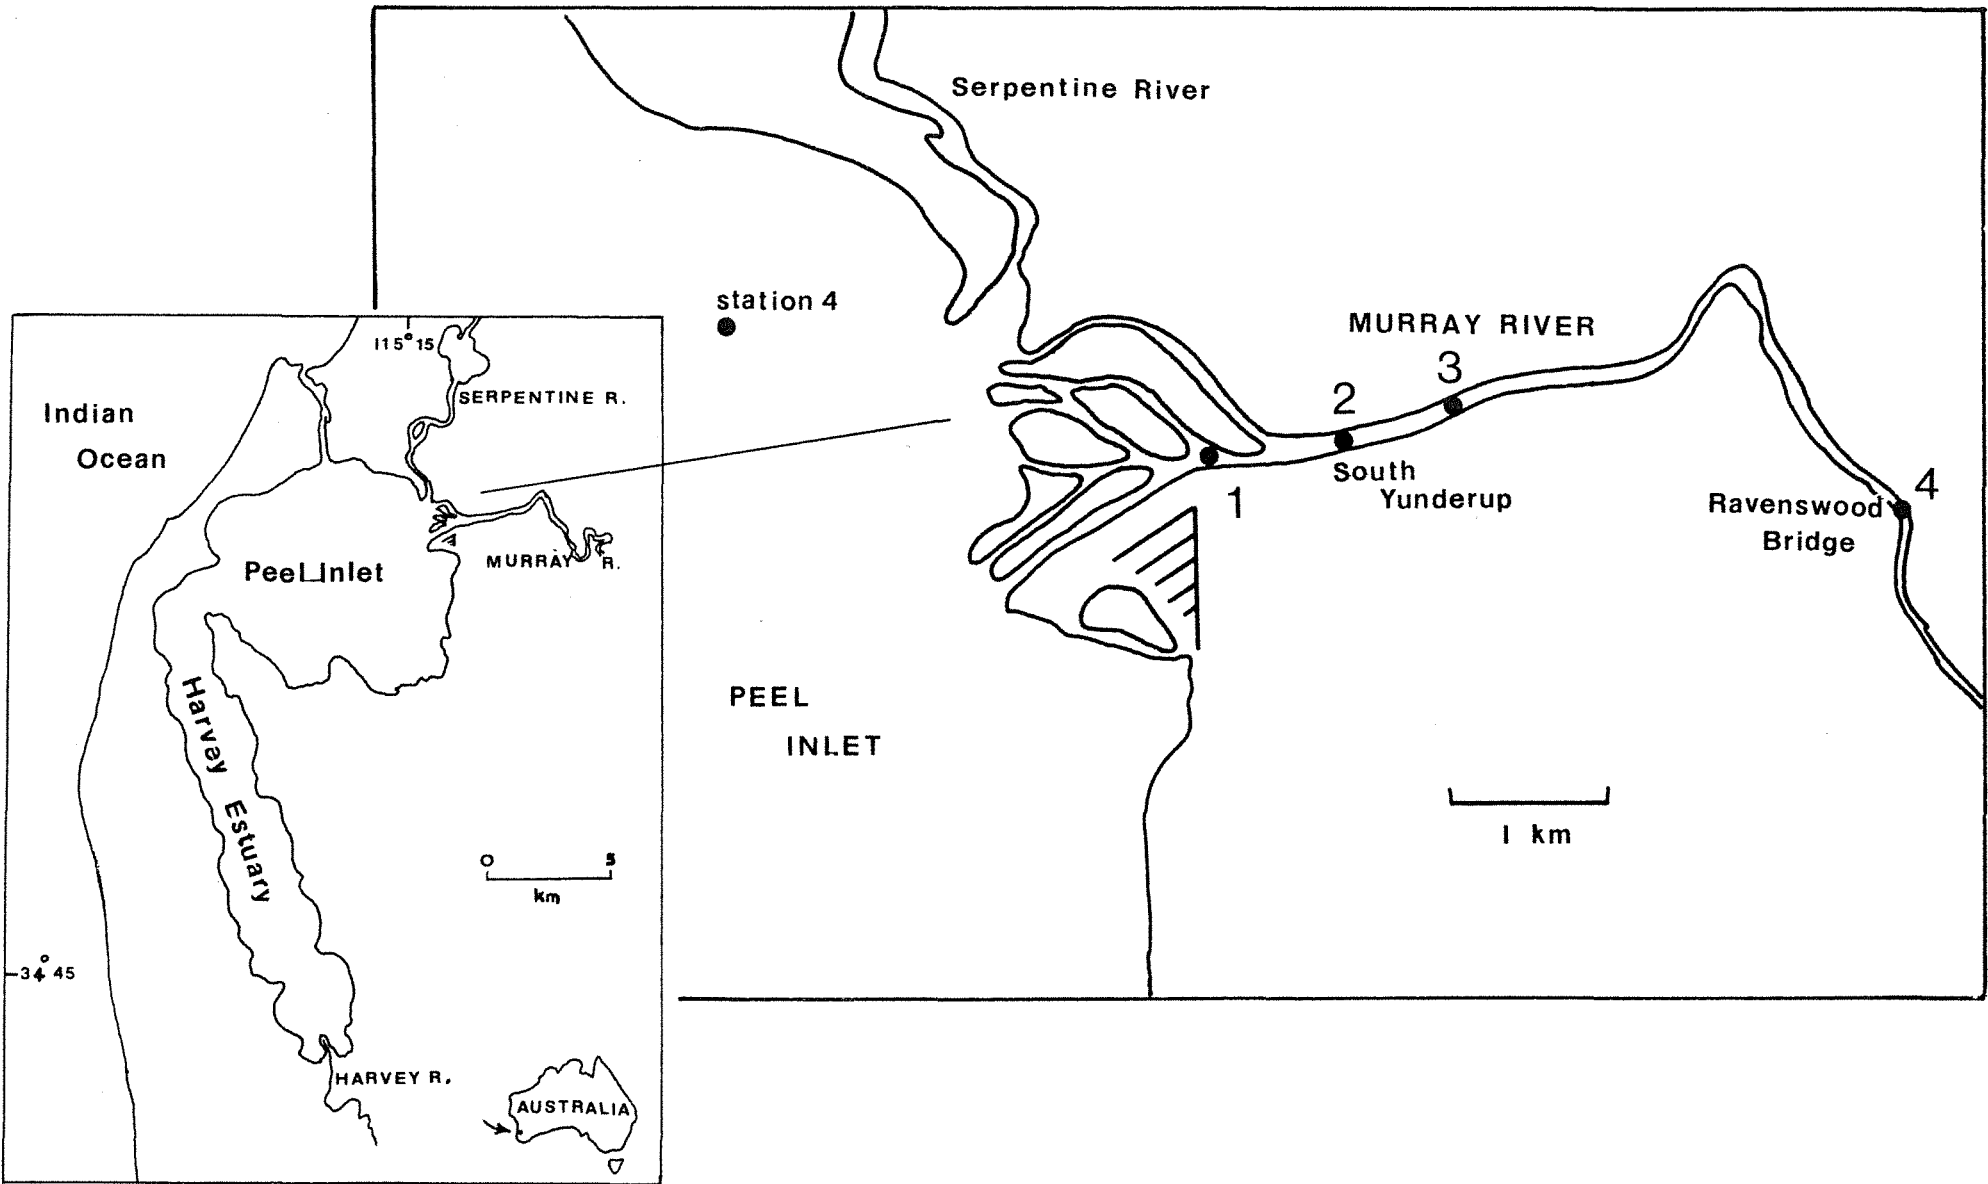 Serpentine River
station 4
MURRAY RIVER
3
2
South
Yunderup
1
4
Ravenswood
Bridge
PEEL
INLET
1 km
115° 15
SERPENTINE R.
Indian
Ocean
Peel Inlet
MURRAY R.
Harvey Estuary
0 5
km
34° 45
HARVEY R.
AUSTRALIA